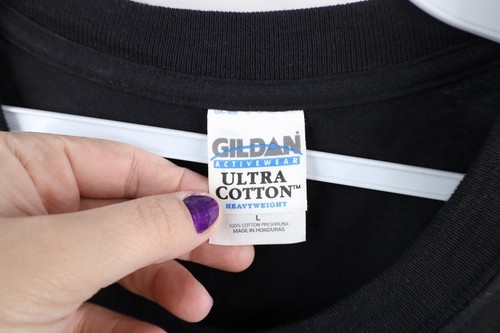 GILDAN
ACTIVEWEAR
ULTRA
COTTON™
HEAVYWEIGHT
L
100% COTTON PRESHRUNK
MADE IN HONDURAS